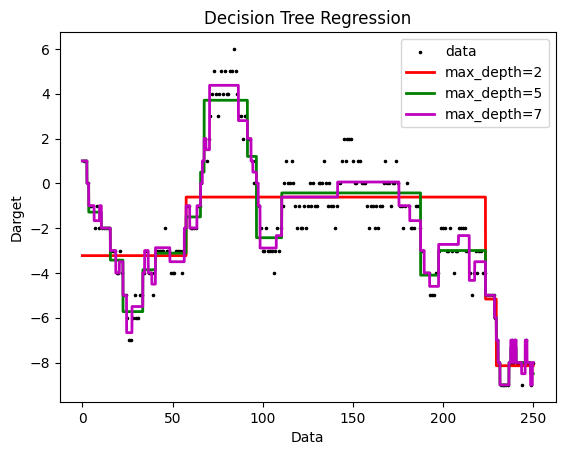 Decision Tree Regression
data
max_depth=2
max_depth=5
max_depth=7
6
4
2
0
−2
−4
−6
−8
Darget
0 50 100 150 200 250
Data